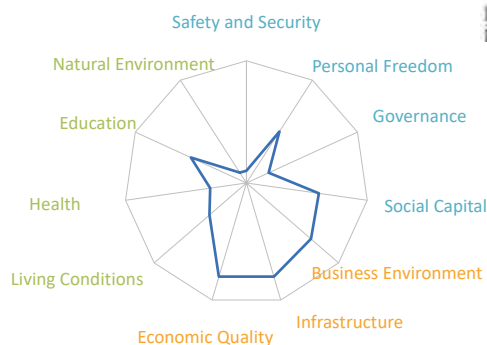 Safety and Security
Natural Environment
Personal Freedom
Education
Governance
Health
Social Capital
Living Conditions
Business Environment
Economic Quality
Infrastructure